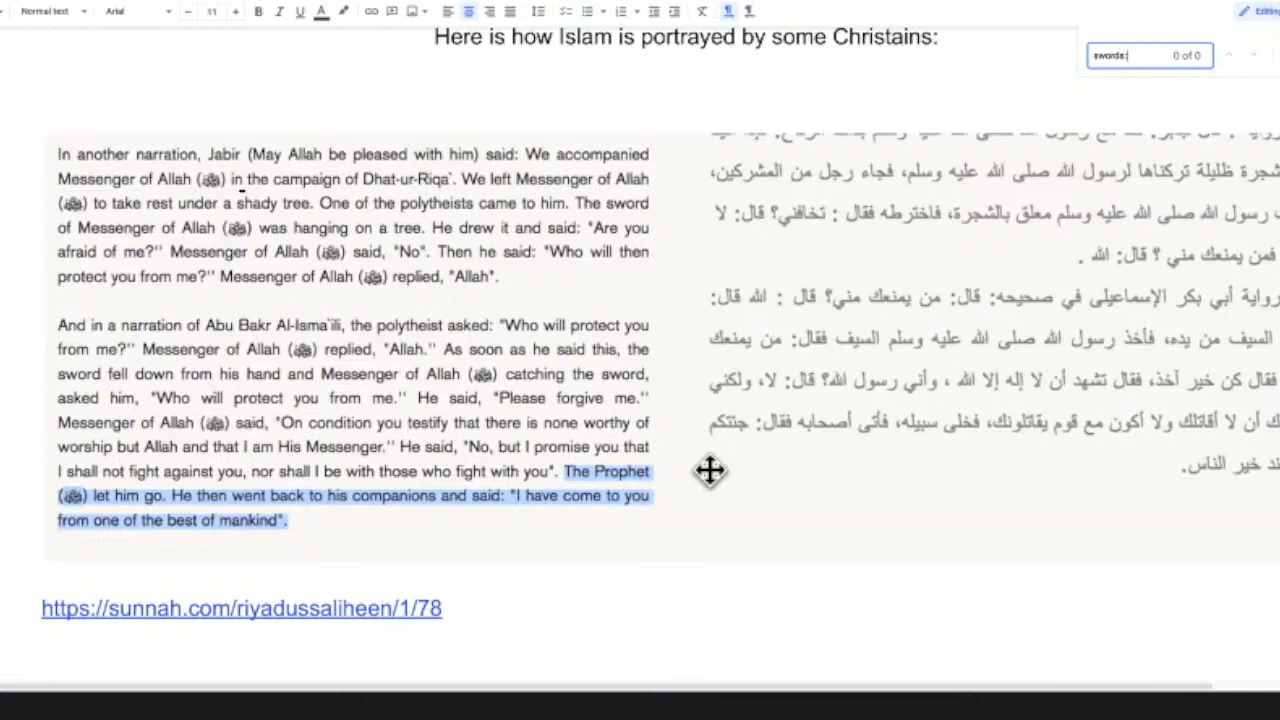 Normal text
Arial
11
Editing
Here is how Islam is portrayed by some Christains:
swords:
0 of 0
In another narration, Jabir (May Allah be pleased with him) said: We accompanied
Messenger of Allah (ﷺ) in the campaign of Dhat-ur-Riqa`. We left Messenger of Allah
(ﷺ) to take rest under a shady tree. One of the polytheists came to him. The sword
of Messenger of Allah (ﷺ) was hanging on a tree. He drew it and said: "Are you
afraid of me?'' Messenger of Allah (ﷺ) said, "No". Then he said: "Who will then
protect you from me?'' Messenger of Allah (ﷺ) replied, "Allah".
And in a narration of Abu Bakr Al-Isma`ili, the polytheist asked: "Who will protect you
from me?'' Messenger of Allah (ﷺ) replied, "Allah.'' As soon as he said this, the
sword fell down from his hand and Messenger of Allah (ﷺ) catching the sword,
asked him, "Who will protect you from me.'' He said, "Please forgive me.''
Messenger of Allah (ﷺ) said, "On condition you testify that there is none worthy of
worship but Allah and that I am His Messenger.'' He said, "No, but I promise you that
I shall not fight against you, nor shall I be with those who fight with you". The Prophet
(ﷺ) let him go. He then went back to his companions and said: "I have come to you
from one of the best of mankind".
شجرة ظليلة تركناها لرسول الله صلى الله عليه وسلم، فجاء رجل من المشركين،
رسول الله صلى الله عليه وسلم معلق بالشجرة، فاخترطه فقال : تخافني؟ قال: لا
فمن يمنعك مني ؟ قال: الله .
رواية أبي بكر الإسماعيلى في صحيحه: قال: من يمنعك مني؟ قال : الله قال:
السيف من يده، فأخذ رسول الله صلى الله عليه وسلم السيف فقال: من يمنعك
فقال كن خير آخذ، فقال تشهد أن لا إله إلا الله ، وأني رسول الله؟ قال: لا، ولكني
أن لا أقاتلك ولا أكون مع قوم يقاتلونك، فخلى سبيله، فأتى أصحابه فقال: جئتكم
خير الناس.
https://sunnah.com/riyadussaliheen/1/78